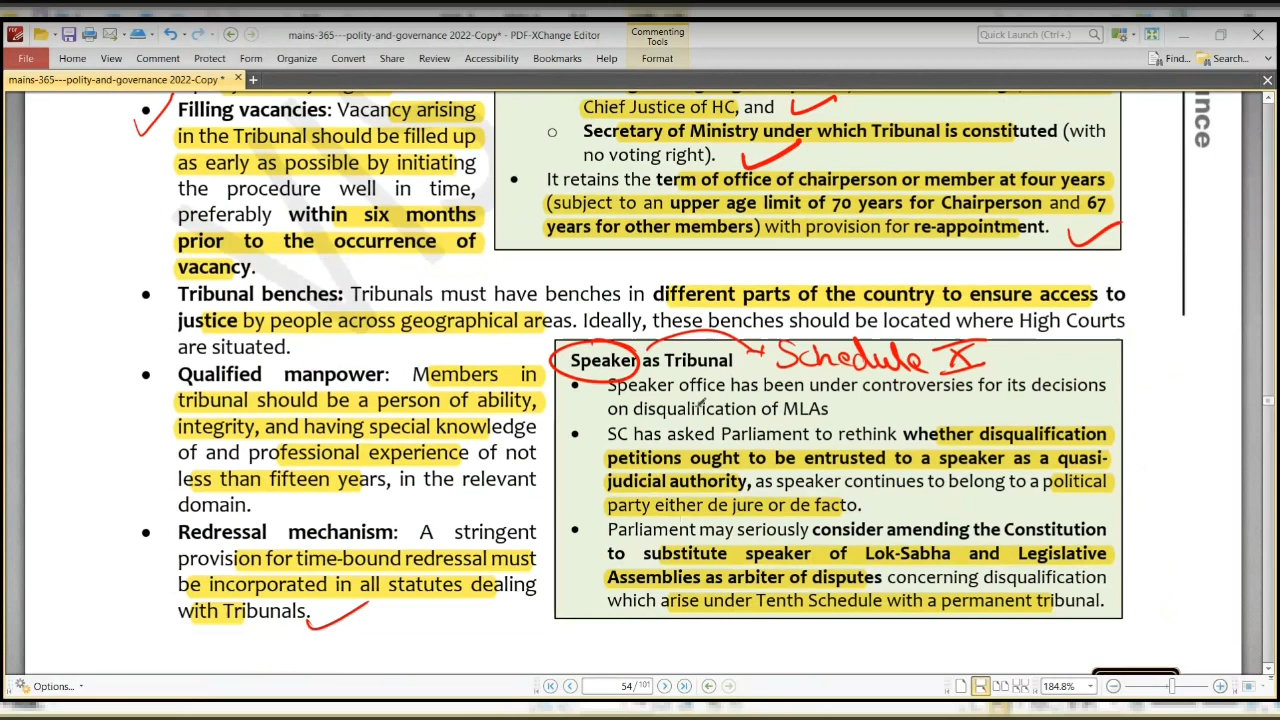 mains-365---polity-and-governance 2022-Copy* - PDF-XChange Editor
Commenting
Tools
Quick Launch (Ctrl+.)
File Home View Comment Protect Form Organize Convert Share Review Accessibility Bookmarks Help Format Find... Search...
mains-365---polity-and-governance 2022-Copy *
• Filling vacancies: Vacancy arising
in the Tribunal should be filled up
as early as possible by initiating
the procedure well in time,
preferably within six months
prior to the occurrence of
vacancy.
Chief Justice of HC, and
o Secretary of Ministry under which Tribunal is constituted (with
no voting right).
• It retains the term of office of chairperson or member at four years
(subject to an upper age limit of 70 years for Chairperson and 67
years for other members) with provision for re-appointment.
• Tribunal benches: Tribunals must have benches in different parts of the country to ensure access to
justice by people across geographical areas. Ideally, these benches should be located where High Courts
are situated.
• Qualified manpower: Members in
tribunal should be a person of ability,
integrity, and having special knowledge
of and professional experience of not
less than fifteen years, in the relevant
domain.
• Redressal mechanism: A stringent
provision for time-bound redressal must
be incorporated in all statutes dealing
with Tribunals.
Speaker as Tribunal Schedule X
• Speaker office has been under controversies for its decisions
on disqualification of MLAs
• SC has asked Parliament to rethink whether disqualification
petitions ought to be entrusted to a speaker as a quasi-
judicial authority, as speaker continues to belong to a political
party either de jure or de facto.
• Parliament may seriously consider amending the Constitution
to substitute speaker of Lok-Sabha and Legislative
Assemblies as arbiter of disputes concerning disqualification
which arise under Tenth Schedule with a permanent tribunal.
Options... 54 /101 184.8%